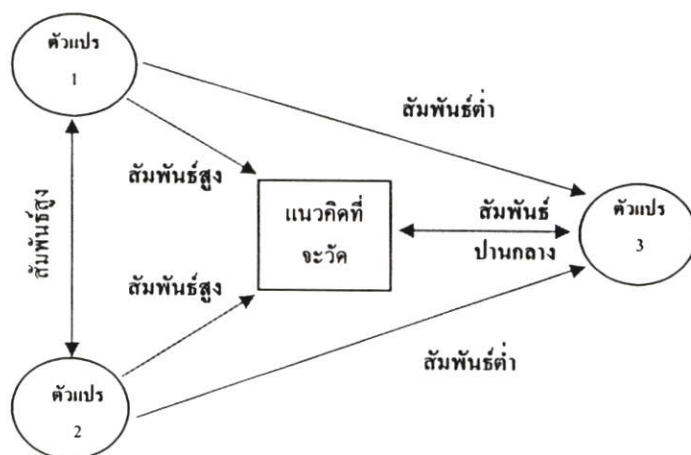 ตัวแปร
1
สัมพันธ์ต่ำ
สัมพันธ์สูง
สัมพันธ์สูง
แนวคิดที่
จะวัด
สัมพันธ์
ปานกลาง
ตัวแปร
3
สัมพันธ์สูง
สัมพันธ์ต่ำ
ตัวแปร
2